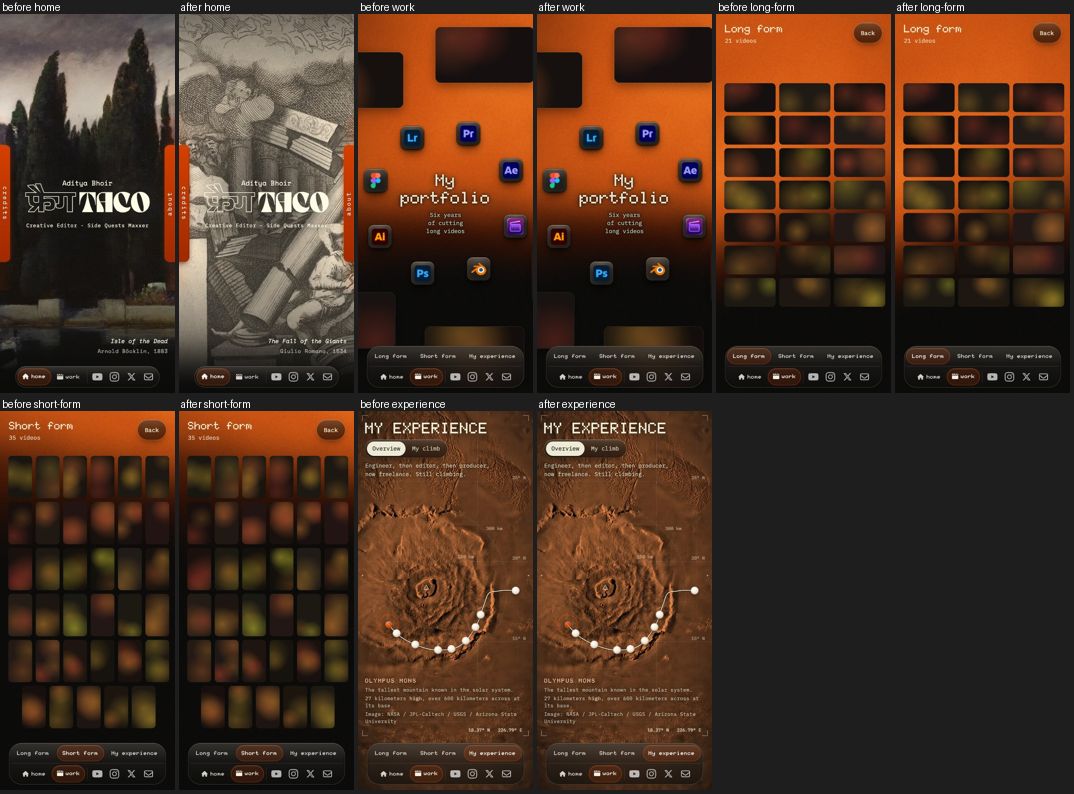 before home
after home
before work
after work
before long-form
after long-form
Aditya Bhoir
TACO
Creative Editor - Side Quests Maxxer
credits
Isle of the Dead
Arnold Böcklin, 1883
home
work
Aditya Bhoir
TACO
Creative Editor - Side Quests Maxxer
credits
The Fall of the Giants
Giulio Romano, 1534
home
work
Lr
Pr
Ae
My
portfolio
Six years
of cutting
long videos
Ai
Ps
Long form
Short form
My experience
home
work
Lr
Pr
Ae
My
portfolio
Six years
of cutting
long videos
Ai
Ps
Long form
Short form
My experience
home
work
Long form
21 videos
Back
Long form
Short form
My experience
home
work
Long form
21 videos
Back
Long form
Short form
My experience
home
work
before short-form
after short-form
before experience
after experience
Short form
35 videos
Back
Long form
Short form
My experience
home
work
Short form
35 videos
Back
Long form
Short form
My experience
home
work
MY EXPERIENCE
Overview
My climb
Engineer, then editor, then producer,
now freelance. Still climbing.
OLYMPUS MONS
The tallest mountain known in the solar system.
27 kilometers high, over 600 kilometers across at
its base.
Image: NASA / JPL-Caltech / USGS / Arizona State
University
18.37° N 226.79° E
Long form
Short form
My experience
home
work
MY EXPERIENCE
Overview
My climb
Engineer, then editor, then producer,
now freelance. Still climbing.
OLYMPUS MONS
The tallest mountain known in the solar system.
27 kilometers high, over 600 kilometers across at
its base.
Image: NASA / JPL-Caltech / USGS / Arizona State
University
18.37° N 226.79° E
Long form
Short form
My experience
home
work